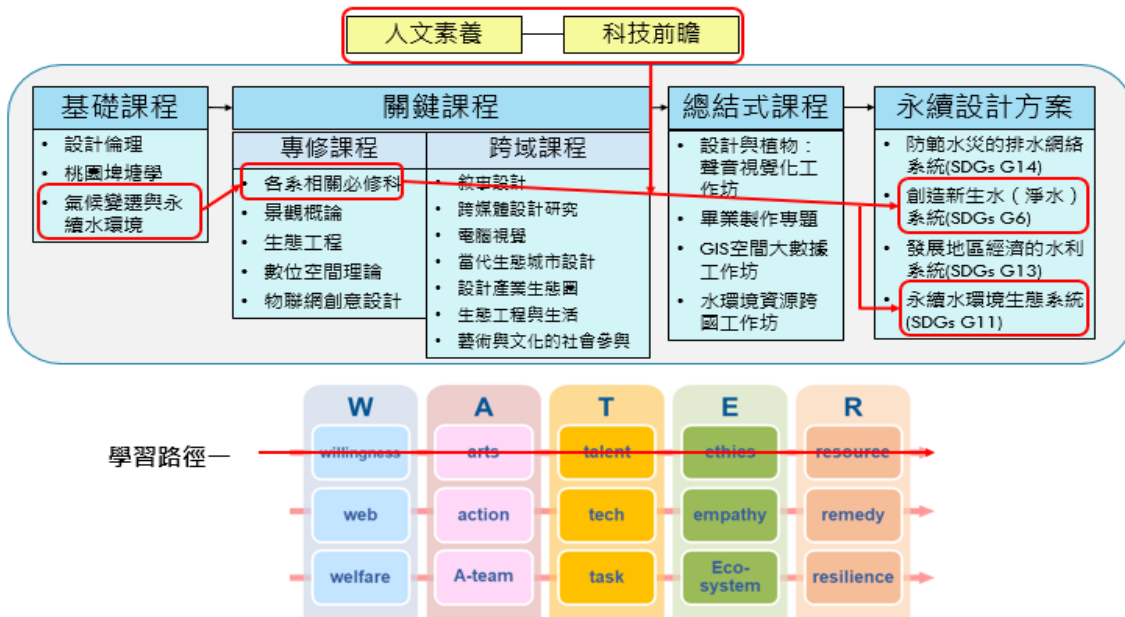 人文素養
科技前瞻
基礎課程
設計倫理
桃園埤塘學
氣候變遷與永
續水環境
關鍵課程
專修課程
各系相關必修科
景觀概論
生態工程
數位空間理論
物聯網創意設計
跨域課程
敘事設計
跨媒體設計研究
電腦視覺
當代生態城市設計
設計產業生態圈
生態工程與生活
藝術與文化的社會參與
總結式課程
設計與植物：
聲音視覺化工
作坊
畢業製作專題
GIS空間大數據
工作坊
水環境資源跨
國工作坊
永續設計方案
防範水災的排水網絡
系統(SDGs G14)
創造新生水（淨水）
系統(SDGs G6)
發展地區經濟的水利
系統(SDGs G13)
永續水環境生態系統
(SDGs G11)
W A T E R
學習路徑一
willingness arts talent ethics resource
web action tech empathy remedy
welfare A-team task Eco-
system resilience